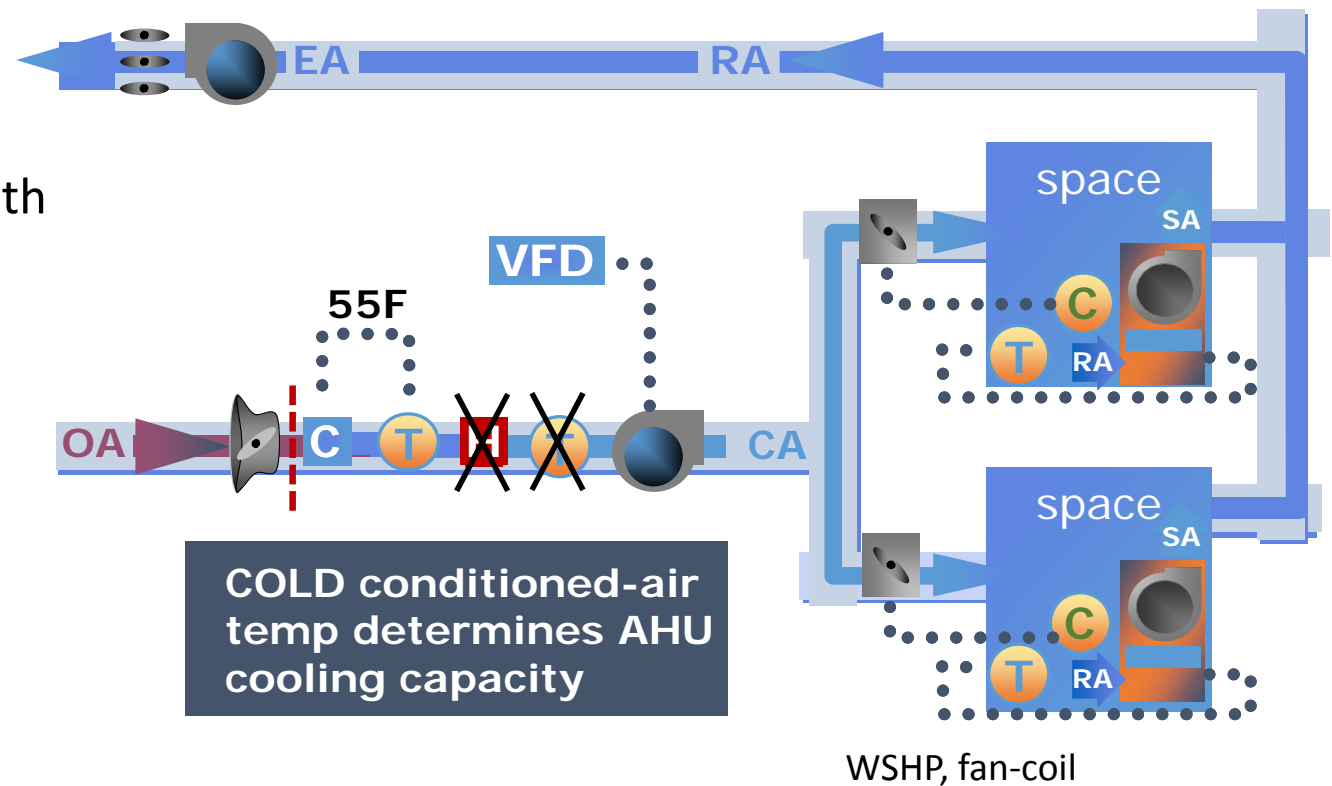 EA
RA
th
space
SA
VFD
C
55F
T
RA
OA
C
T
H
T
CA
space
SA
COLD conditioned-air
temp determines AHU
cooling capacity
C
T
RA
WSHP, fan-coil